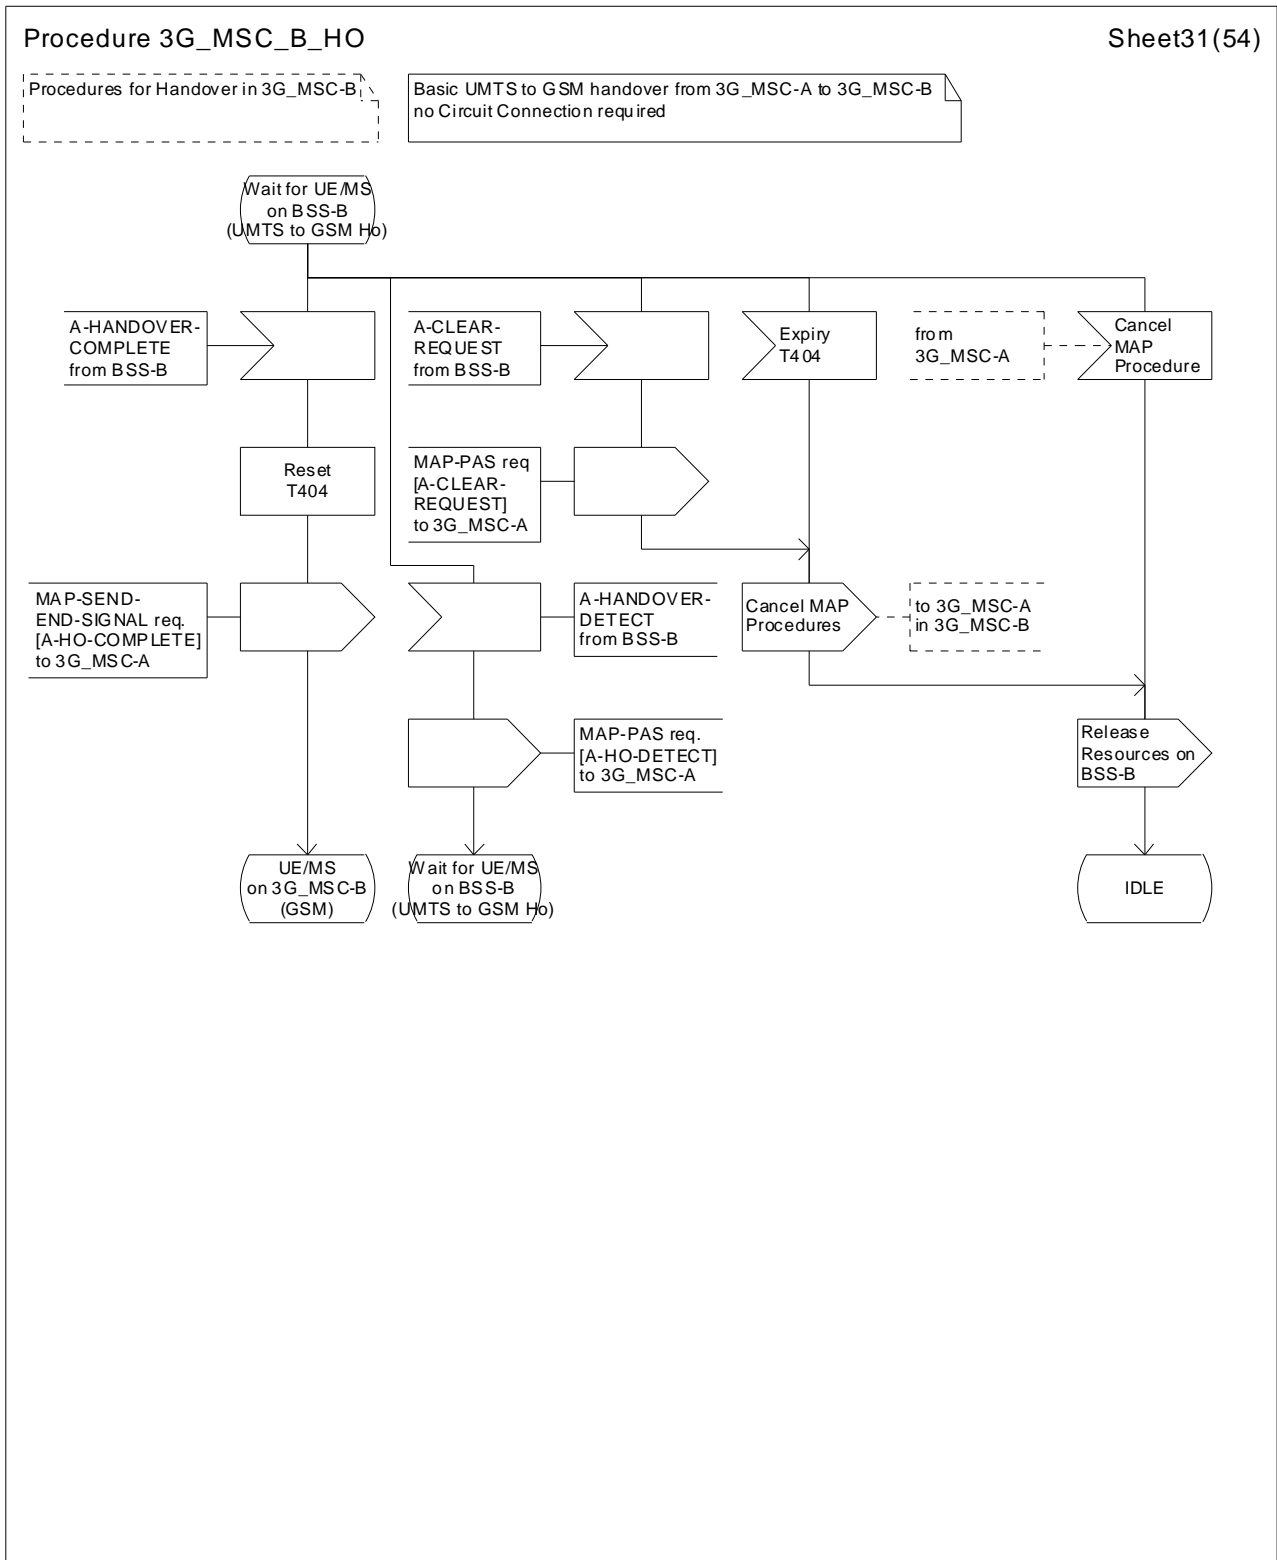 Procedure 3G_MSC_B_HO
Sheet31(54)
Procedures for Handover in 3G_MSC-B
Basic UMTS to GSM handover from 3G_MSC-A to 3G_MSC-B
no Circuit Connection required
Wait for UE/MS
on BSS-B
(UMTS to GSM Ho)
A-HANDOVER-
COMPLETE
from BSS-B
A-CLEAR-
REQUEST
from BSS-B
Expiry
T404
from
3G_MSC-A
Cancel
MAP
Procedure
Reset
T404
MAP-PAS req
[A-CLEAR-
REQUEST]
to 3G_MSC-A
MAP-SEND-
END-SIGNAL req.
[A-HO-COMPLETE]
to 3G_MSC-A
A-HANDOVER-
DETECT
from BSS-B
Cancel MAP
Procedures
to 3G_MSC-A
in 3G_MSC-B
MAP-PAS req.
[A-HO-DETECT]
to 3G_MSC-A
Release
Resources on
BSS-B
UE/MS
on 3G_MSC-B
(GSM)
Wait for UE/MS
on BSS-B
(UMTS to GSM Ho)
IDLE